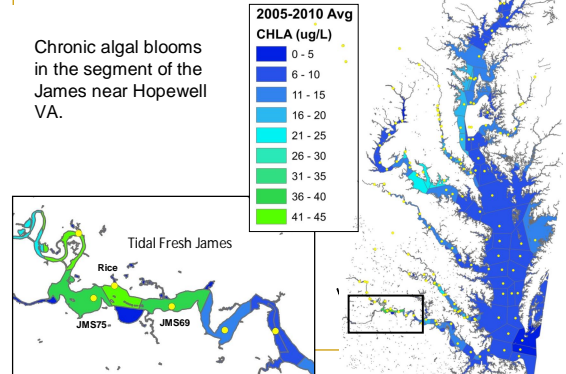 Chronic algal blooms
in the segment of the
James near Hopewell
VA.
2005-2010 Avg
CHLA (ug/L)
0 - 5
6 - 10
11 - 15
16 - 20
21 - 25
26 - 30
31 - 35
36 - 40
41 - 45
Tidal Fresh James
Rice
JMS75
JMS69